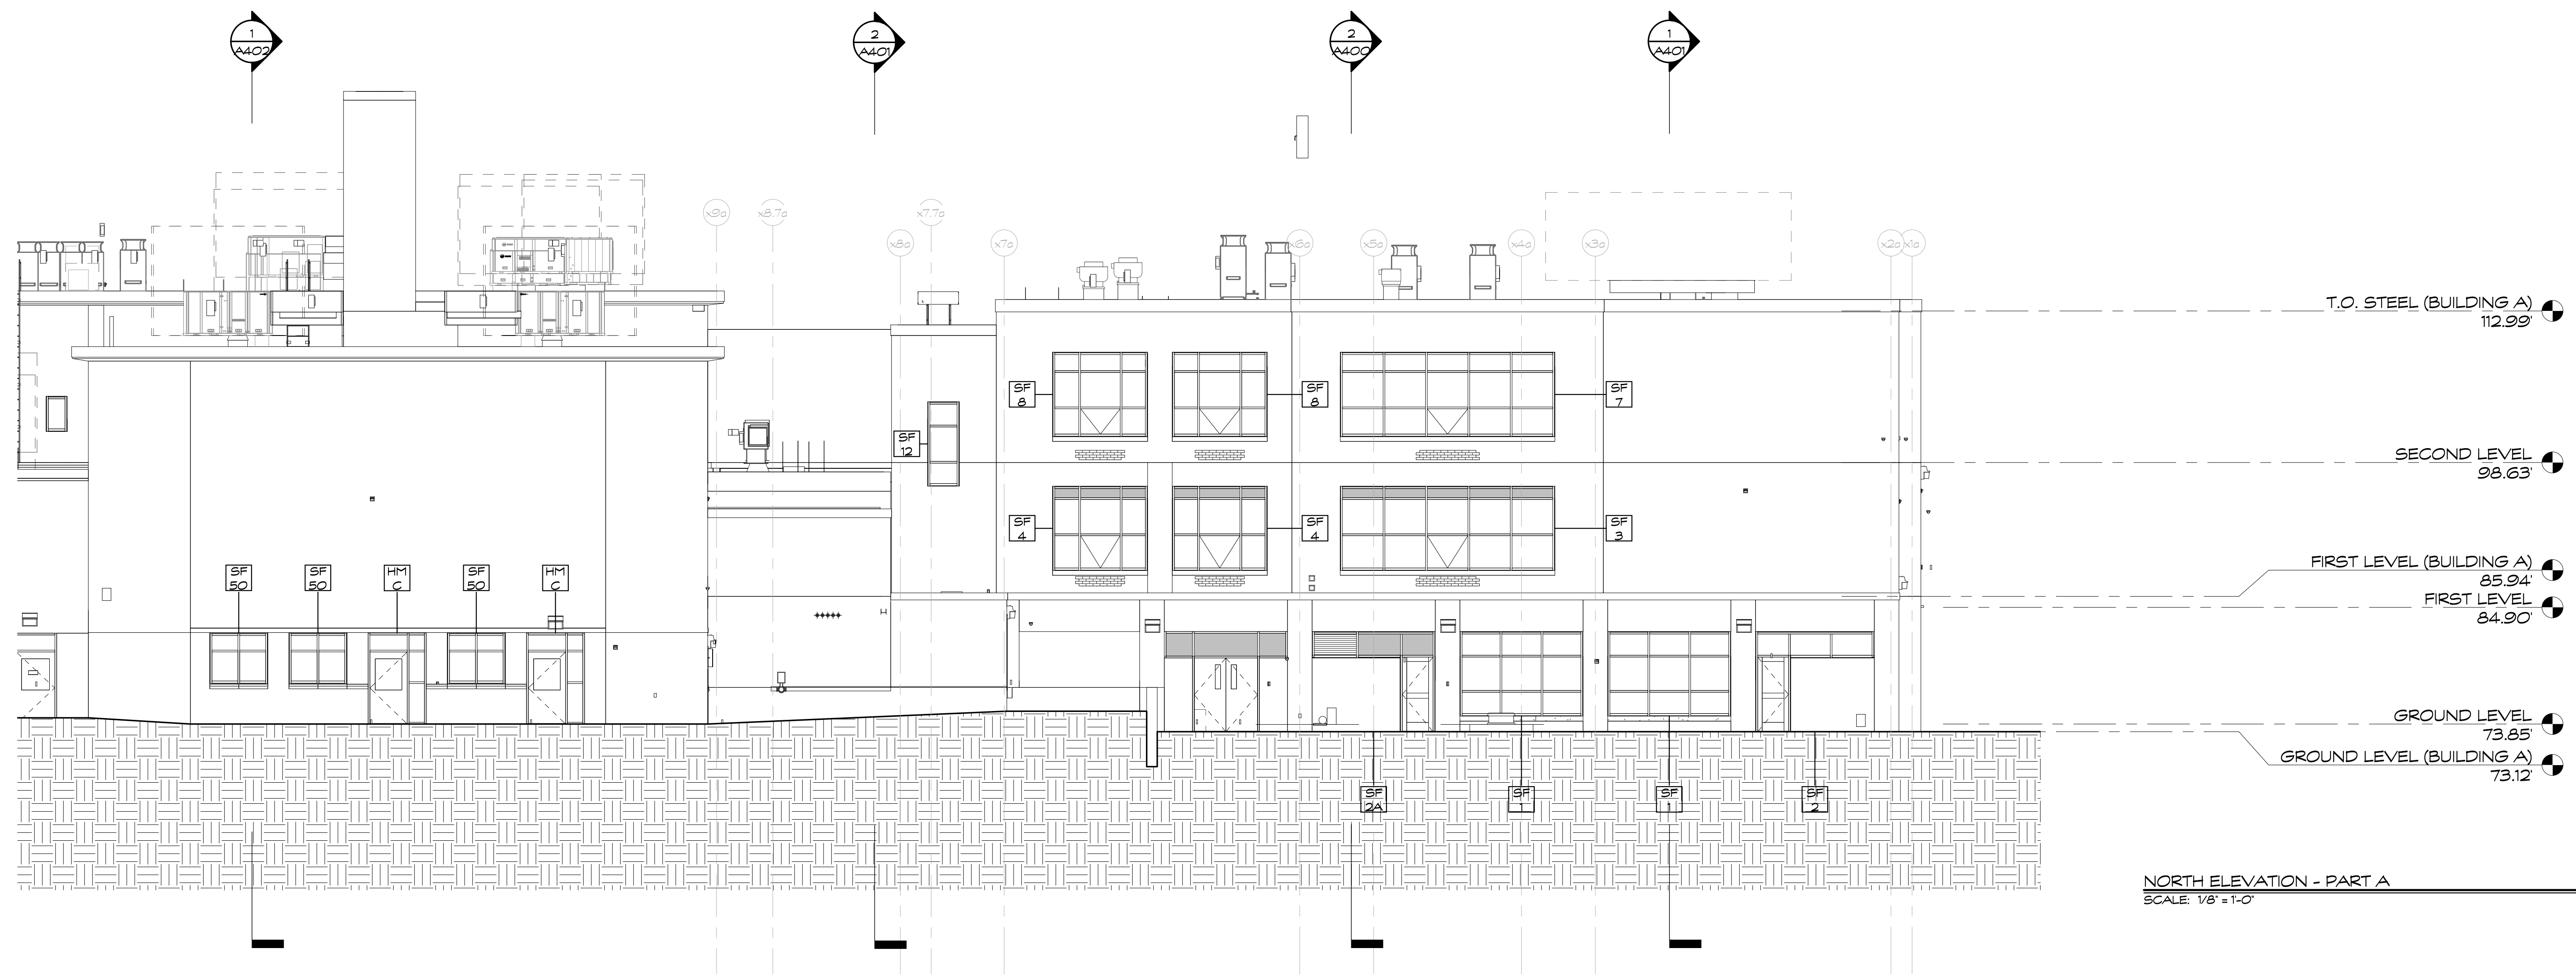 1
A402
2
A401
2
A400
1
A401
x9a
x8.7a
x7.7a
x8a
x7a
x6a
x5a
x4a
x3a
x2a
x1a
T.O. STEEL (BUILDING A)
112.99'
SF
8
SF
8
SF
7
SF
12
SECOND LEVEL
98.63'
SF
4
SF
4
SF
3
FIRST LEVEL (BUILDING A)
85.94'
SF
50
SF
50
HM
C
SF
50
HM
C
FIRST LEVEL
84.90'
GROUND LEVEL
73.85'
GROUND LEVEL (BUILDING A)
73.12'
SF
2A
SF
1
SF
1
SF
2
NORTH ELEVATION - PART A
SCALE: 1/8" = 1'-0"